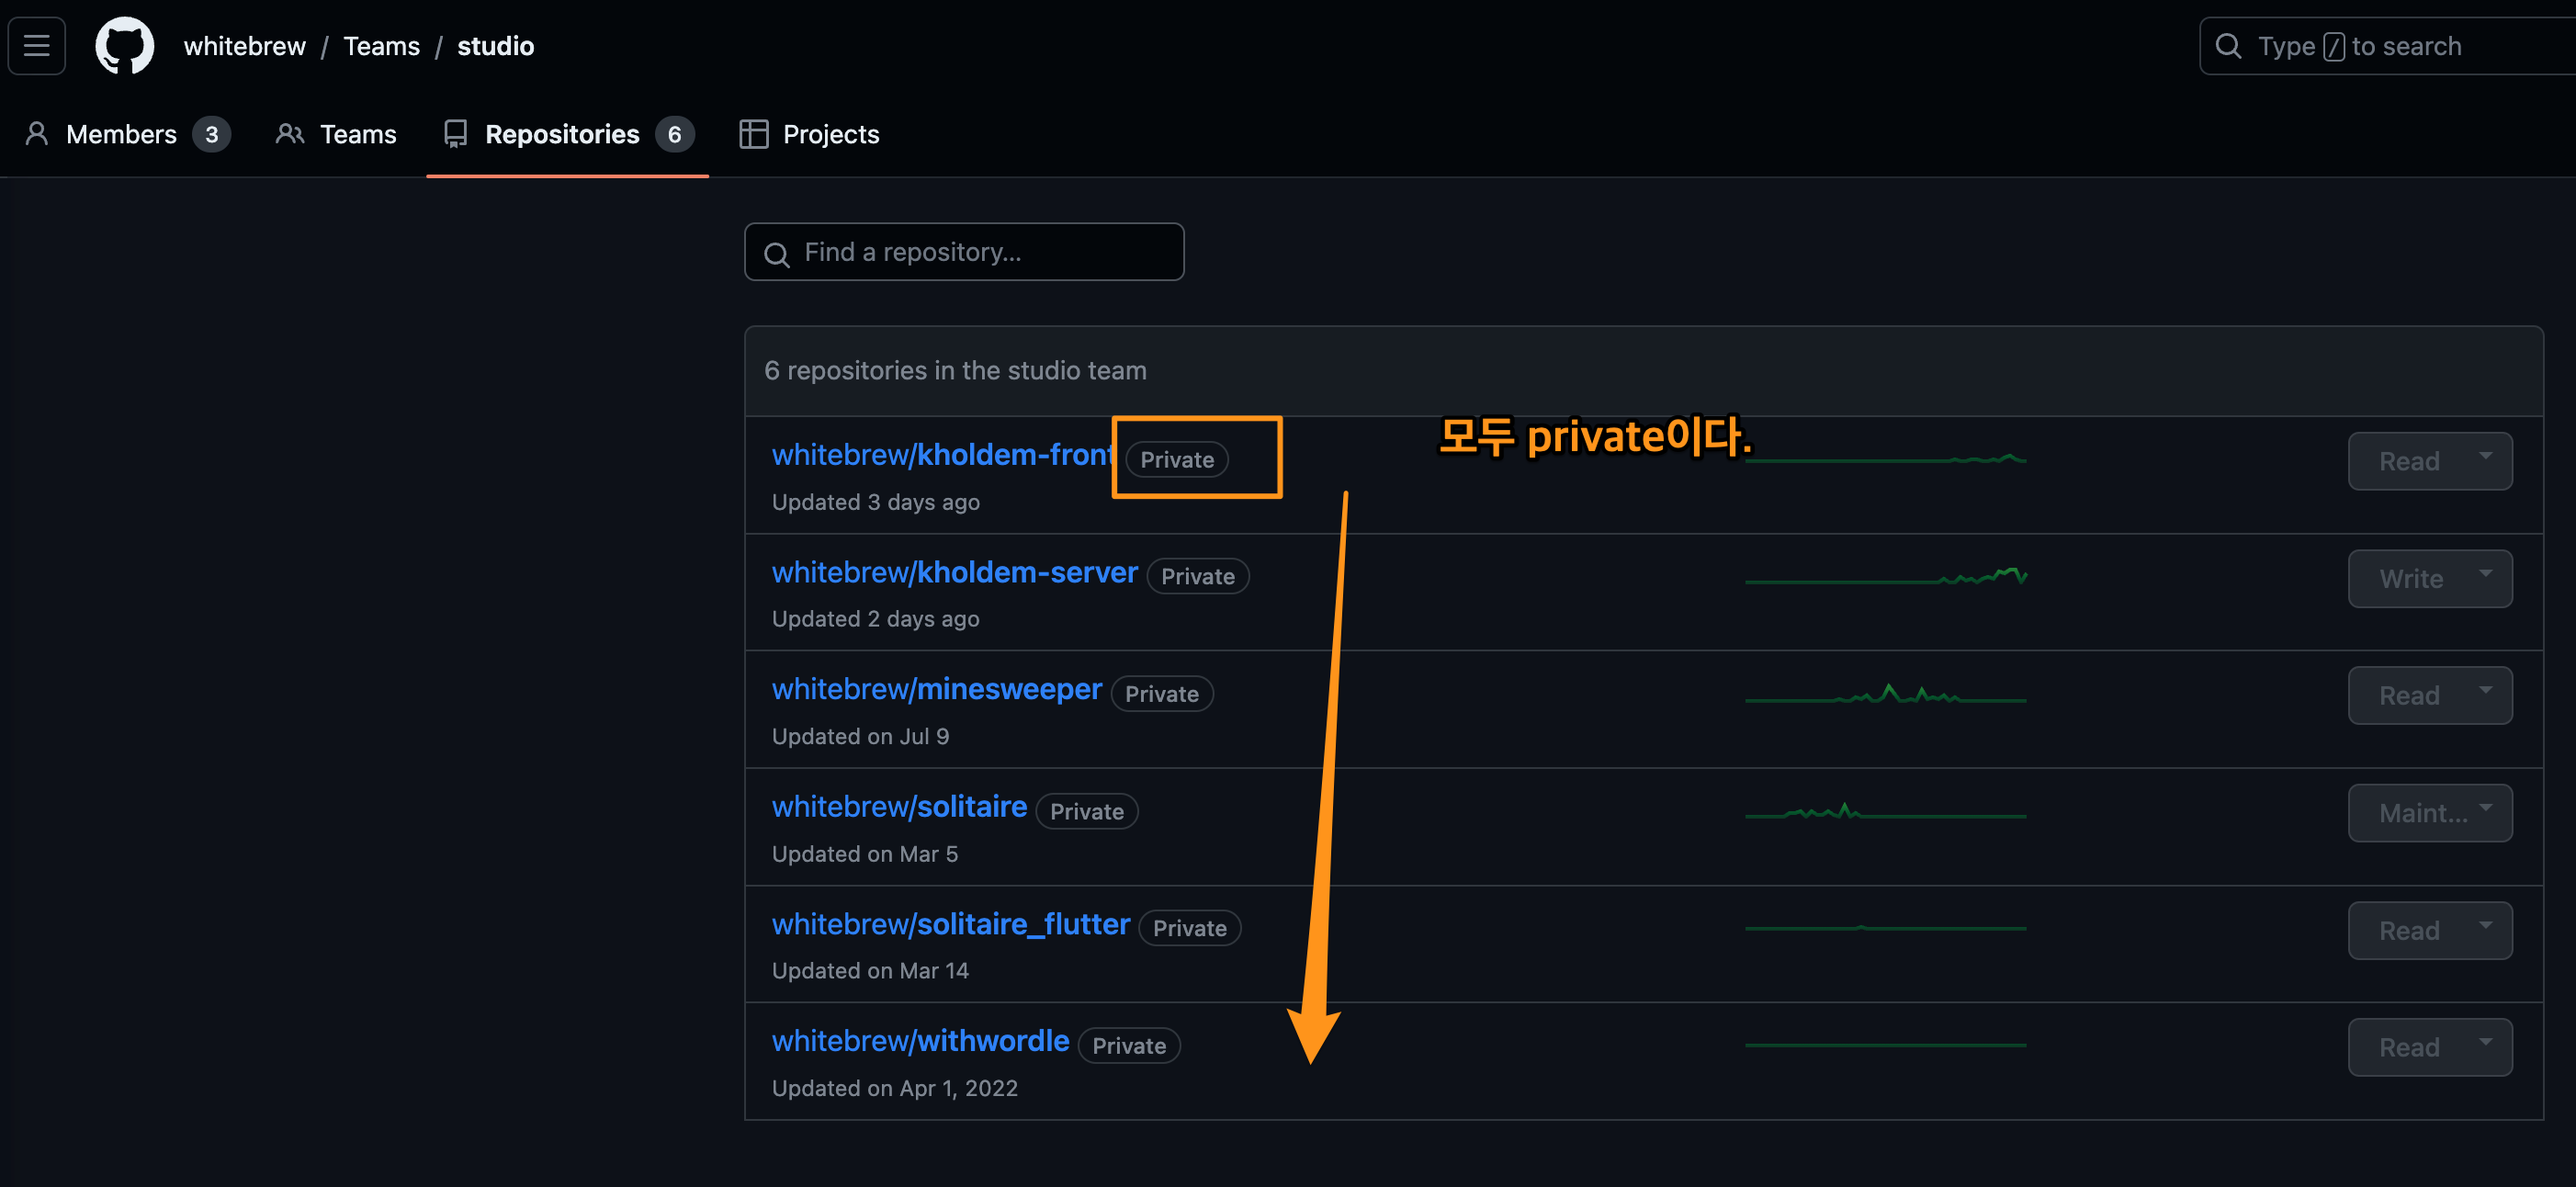 whitebrew / Teams / studio
Type / to search
Members 3 Teams Repositories 6 Projects
Find a repository...
6 repositories in the studio team
모두 private이다.
whitebrew/kholdem-front Private
Read
Updated 3 days ago
whitebrew/kholdem-server Private
Write
Updated 2 days ago
whitebrew/minesweeper Private
Read
Updated on Jul 9
whitebrew/solitaire Private
Maint...
Updated on Mar 5
whitebrew/solitaire_flutter Private
Read
Updated on Mar 14
whitebrew/withwordle Private
Read
Updated on Apr 1, 2022